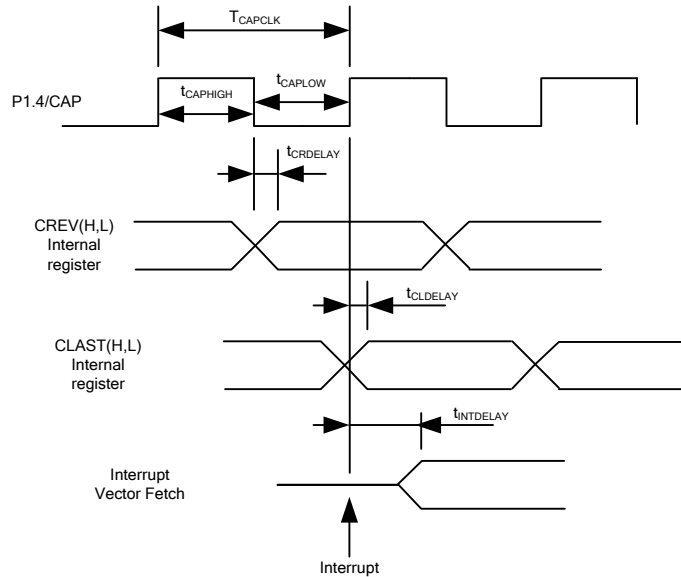 TCAPCLK
P1.4/CAP
tCAPHIGH
tCAPLOW
tCRDELAY
CREV(H,L)
Internal
register
tCLDELAY
CLAST(H,L)
Internal
register
tINTDELAY
Interrupt
Vector Fetch
Interrupt